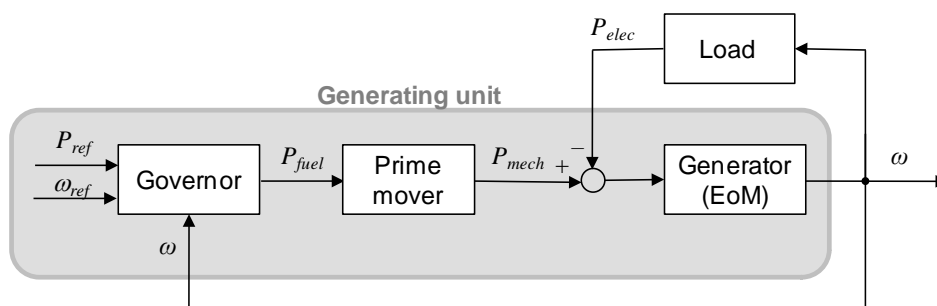 P_elec
Load
Generating unit
P_ref
ω_ref
Governor
P_fuel
Prime
mover
P_mech
+
−
Generator
(EoM)
ω
ω